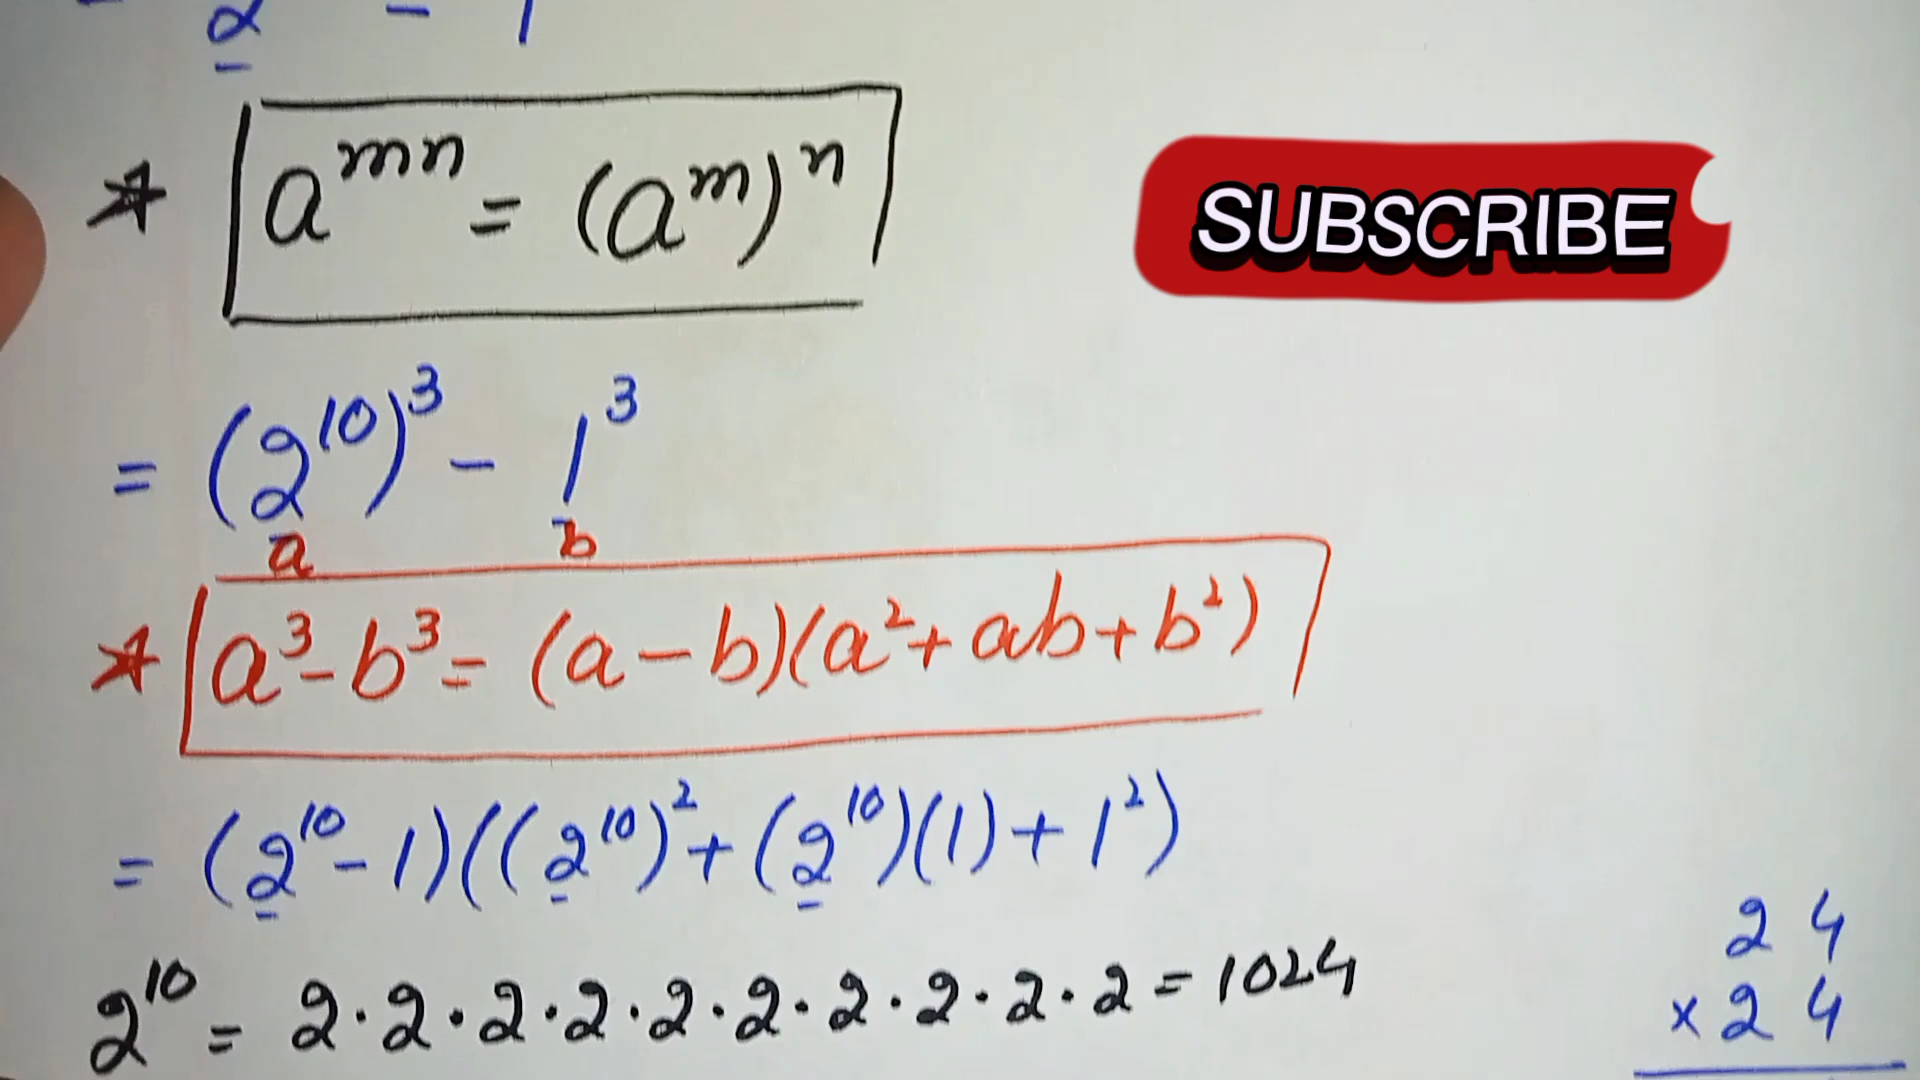 2 - 1
* a^{mn} = (a^m)^n
SUBSCRIBE
= (2^{10})^3 - 1^3
a b
* a^3 - b^3 = (a - b)(a^2 + ab + b^2)
= (2^{10} - 1)((2^{10})^2 + (2^{10})(1) + 1^2)
2^{10} = 2 · 2 · 2 · 2 · 2 · 2 · 2 · 2 · 2 · 2 = 1024
24
× 24